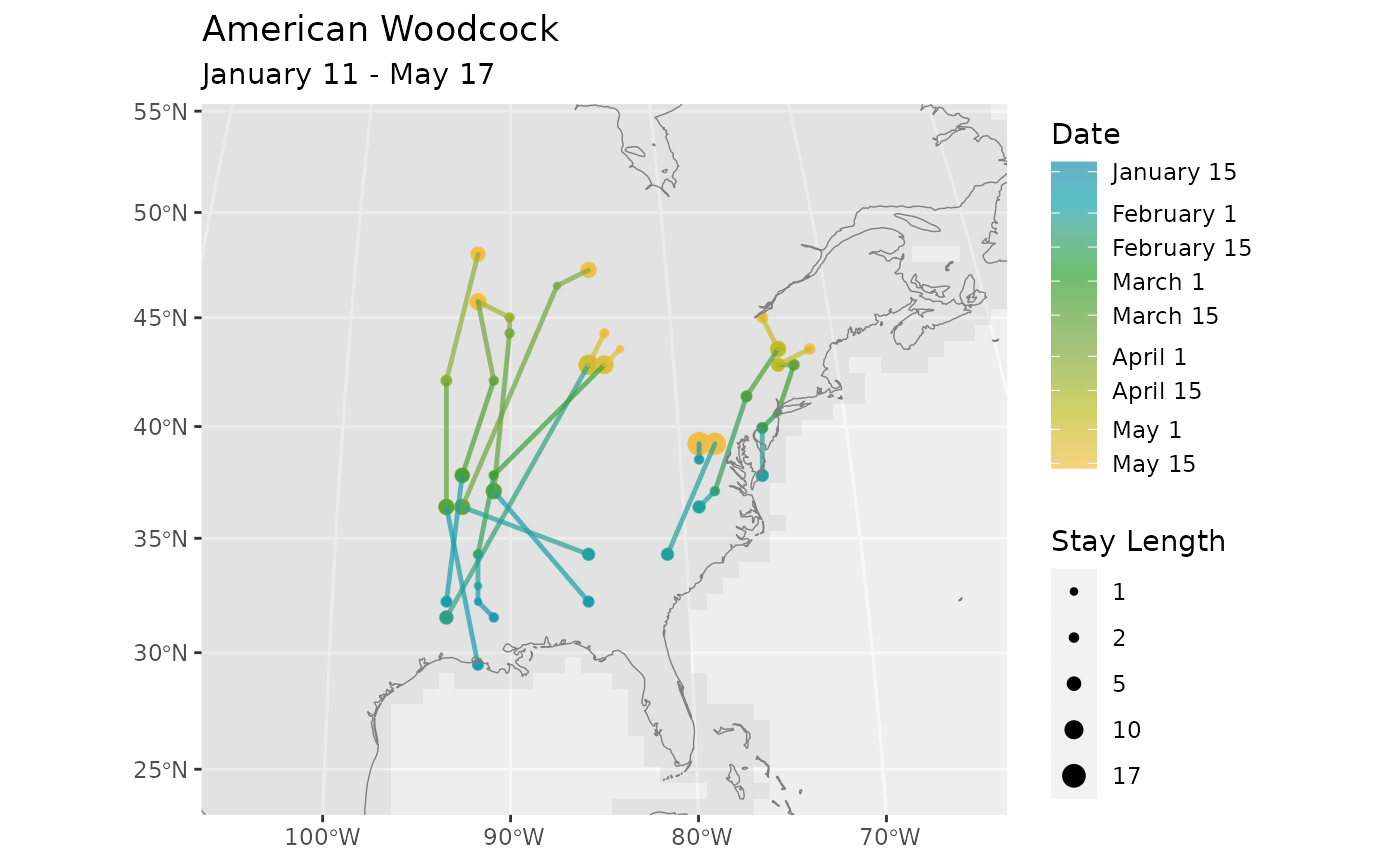 American Woodcock
January 11 - May 17
55°N
50°N
45°N
40°N
35°N
30°N
25°N
100°W
90°W
80°W
70°W
Date
January 15
February 1
February 15
March 1
March 15
April 1
April 15
May 1
May 15
Stay Length
1
2
5
10
17